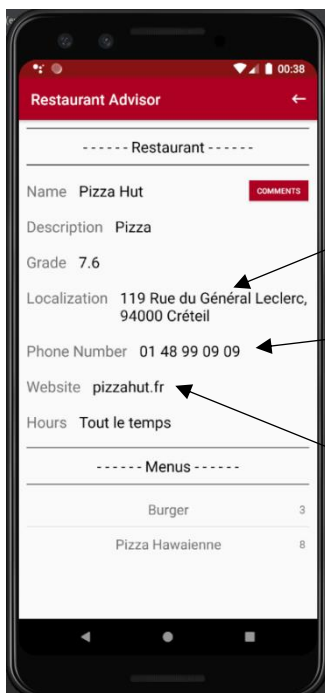 00:38
Restaurant Advisor
------ Restaurant ------
Name Pizza Hut COMMENTS
Description Pizza
Grade 7.6
Localization 119 Rue du Général Leclerc,
94000 Créteil
Phone Number 01 48 99 09 09
Website pizzahut.fr
Hours Tout le temps
------ Menus ------
Burger 3
Pizza Hawaienne 8